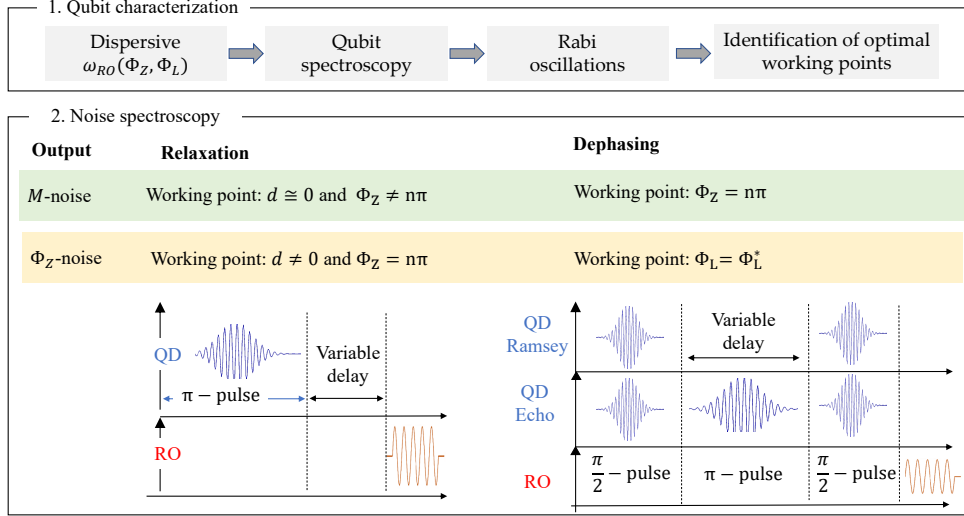 1. Qubit characterization
Dispersive
ω_RO(Φ_Z, Φ_L)
Qubit
spectroscopy
Rabi
oscillations
Identification of optimal
working points
2. Noise spectroscopy
Output
Relaxation
Dephasing
M-noise
Working point: d ≅ 0 and Φ_Z ≠ nπ
Working point: Φ_Z = nπ
Φ_Z-noise
Working point: d ≠ 0 and Φ_Z = nπ
Working point: Φ_L= Φ_L^*
QD
Variable
delay
π − pulse
RO
QD
Ramsey
Variable
delay
QD
Echo
RO
π/2 − pulse
π − pulse
π/2 − pulse